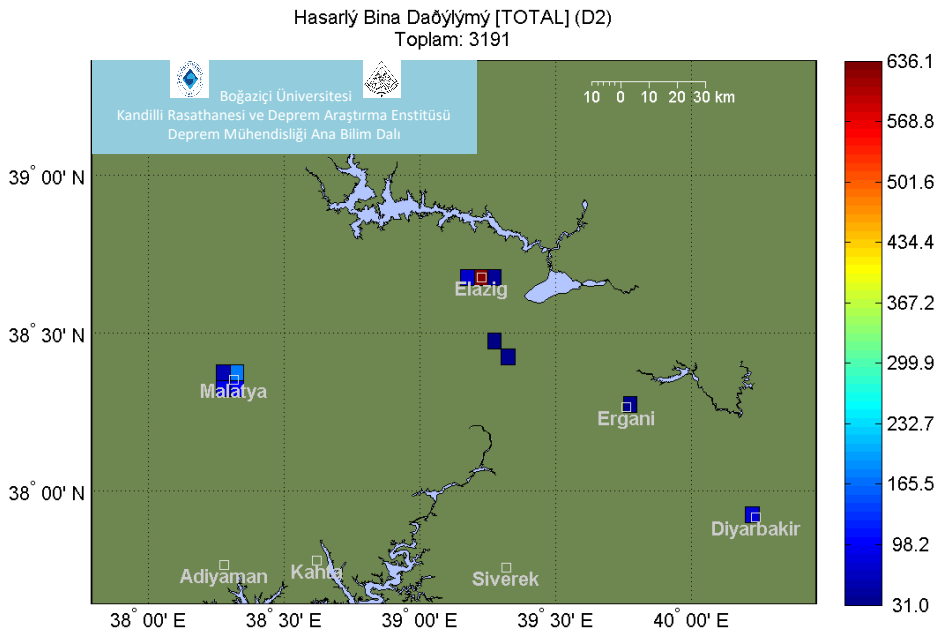 Hasarlý Bina Daðýlýmý [TOTAL] (D2)
Toplam: 3191
Boğaziçi Üniversitesi
Kandilli Rasathanesi ve Deprem Araştırma Enstitüsü
Deprem Mühendisliği Ana Bilim Dalı
10 0 10 20 30 km
636.1
568.8
501.6
434.4
367.2
299.9
232.7
165.5
98.2
31.0
39° 00' N
38° 30' N
38° 00' N
Elazig
Malatya
Ergani
Diyarbakir
Adiyaman
Kahta
Siverek
38° 00' E
38° 30' E
39° 00' E
39° 30' E
40° 00' E